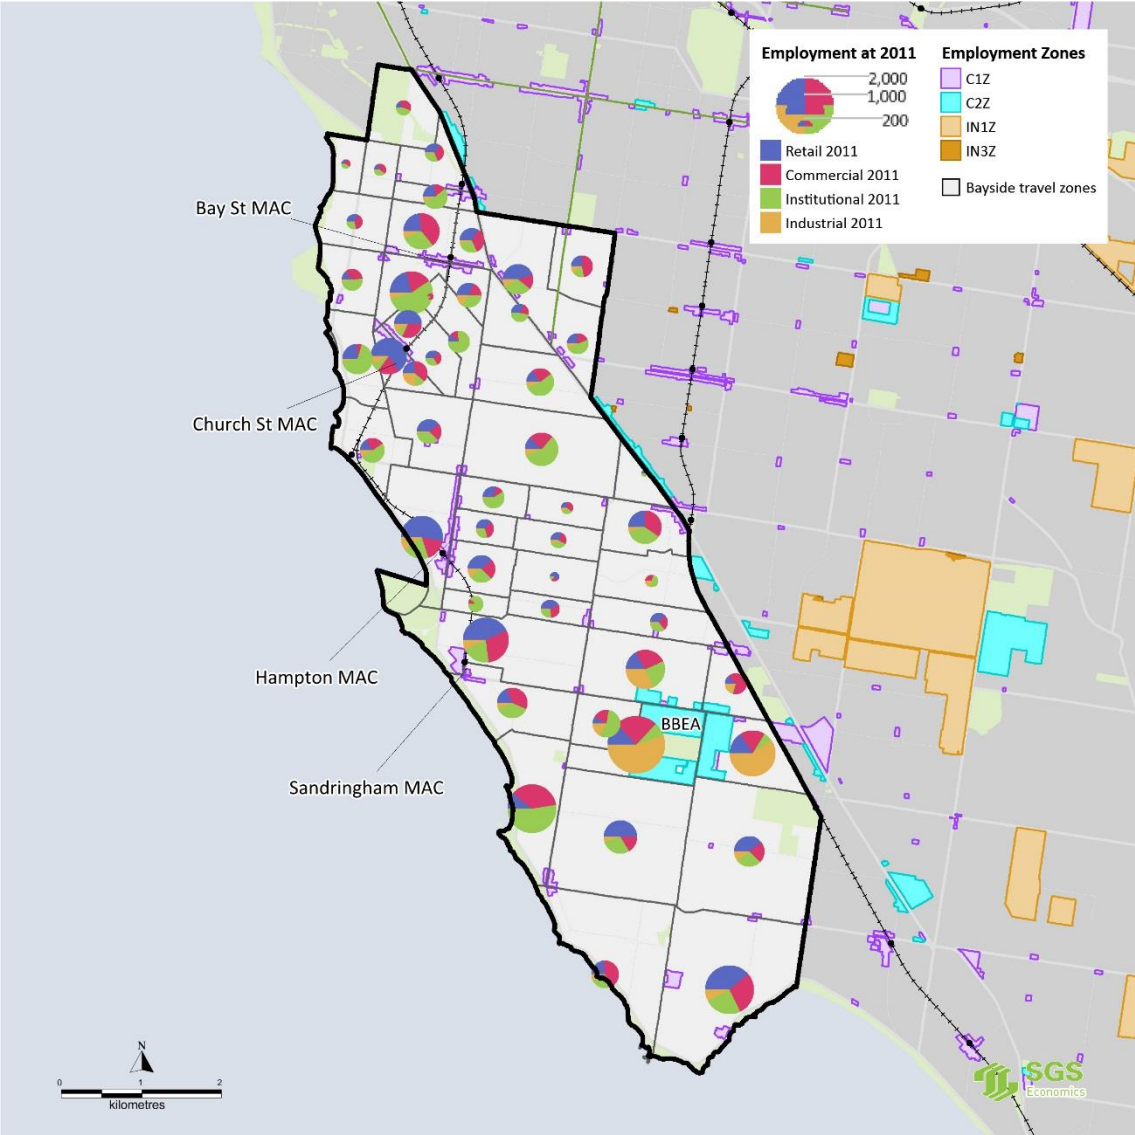 Employment at 2011
2,000
1,000
200
Retail 2011
Commercial 2011
Institutional 2011
Industrial 2011
Employment Zones
C1Z
C2Z
IN1Z
IN3Z
Bayside travel zones
Bay St MAC
Church St MAC
Hampton MAC
BBEA
Sandringham MAC
N
0 1 2
kilometres
SGS
Economics